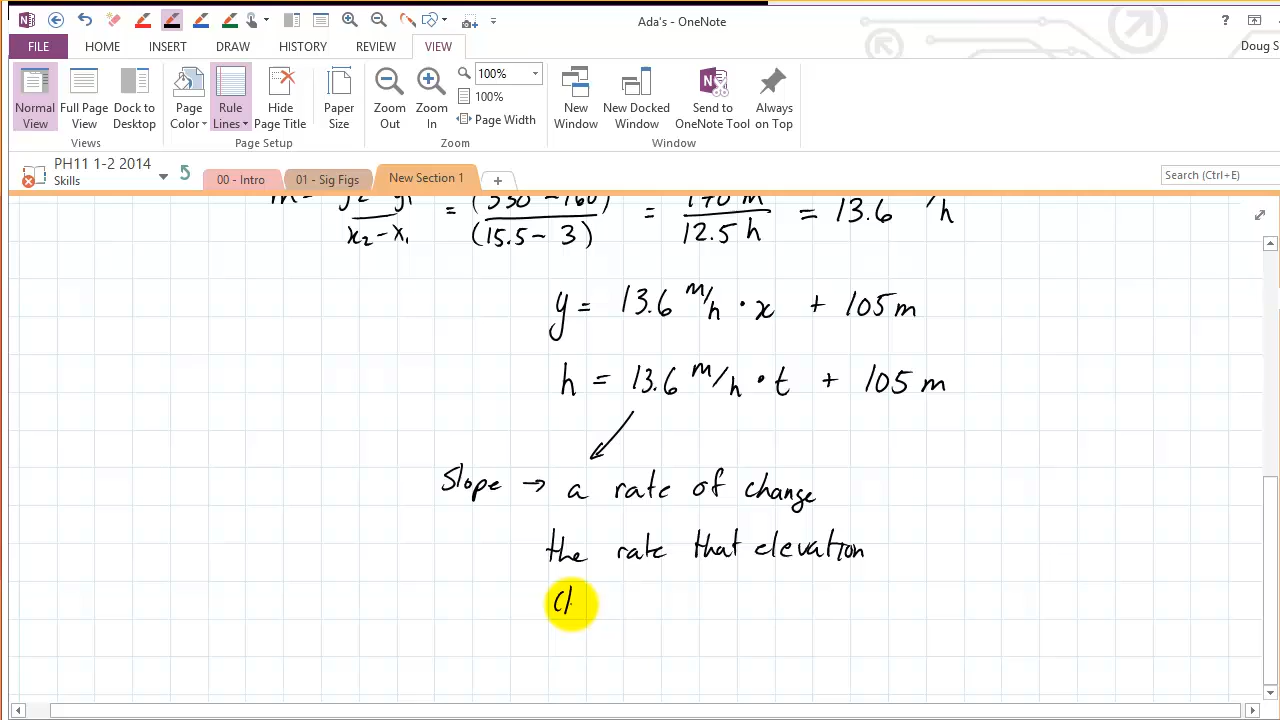 Ada's - OneNote
FILE HOME INSERT DRAW HISTORY REVIEW VIEW Doug S
Normal View Full Page View Dock to Desktop Page Color Rule Lines Hide Page Title Paper Size Zoom Out Zoom In 100% 100% Page Width New Window New Docked Window Send to OneNote Tool Always on Top
Views Page Setup Zoom Window
PH11 1-2 2014
Skills
00 - Intro 01 - Sig Figs New Section 1 +
Search (Ctrl+E)
= = = 13.6 /h
x₂ - x₁ (15.5 - 3) 12.5 h
y = 13.6 m/h · x + 105 m
h = 13.6 m/h · t + 105 m
Slope → a rate of change
the rate that elevation